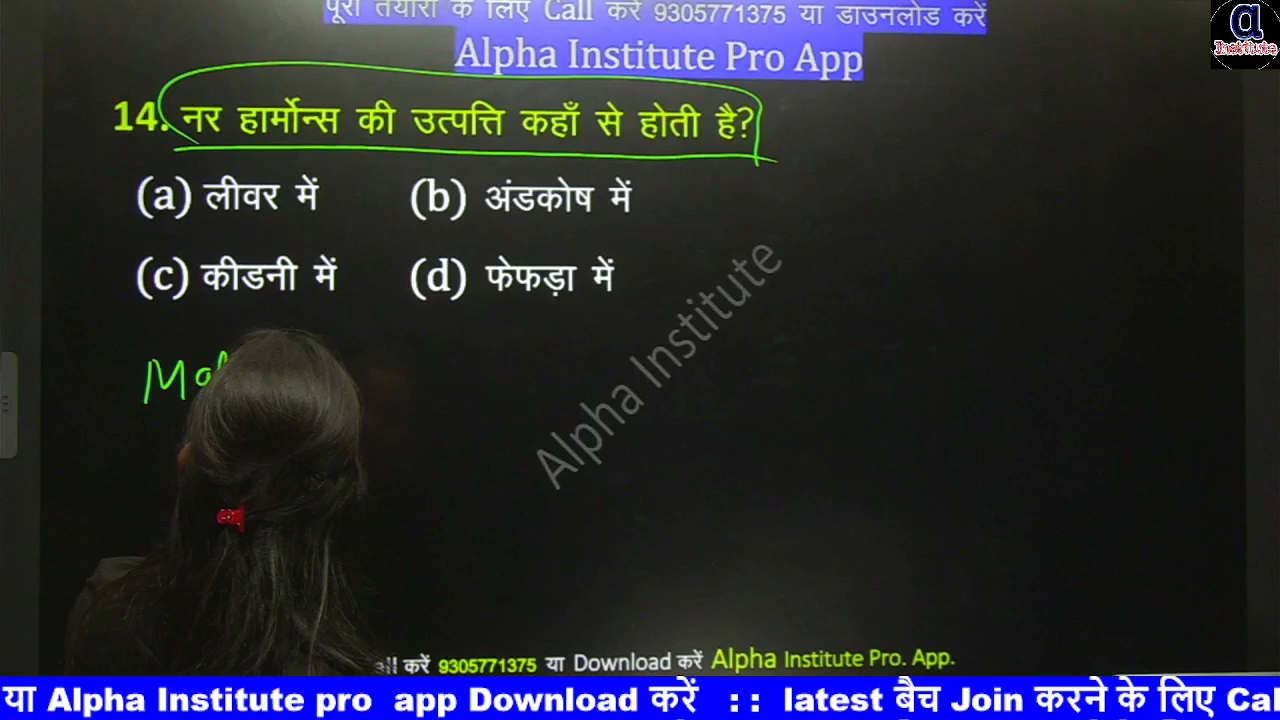 पूरी तैयारी के लिए Call करें 9305771375 या डाउनलोड करें
Alpha Institute Pro App
α
Institute
14. नर हार्मोन्स की उत्पत्ति कहाँ से होती है?
(a) लीवर में (b) अंडकोष में
(c) कीडनी में (d) फेफड़ा में
Alpha Institute
करें 9305771375 या Download करें Alpha Institute Pro. App.
या Alpha Institute pro app Download करें : : latest बैच Join करने के लिए Cal